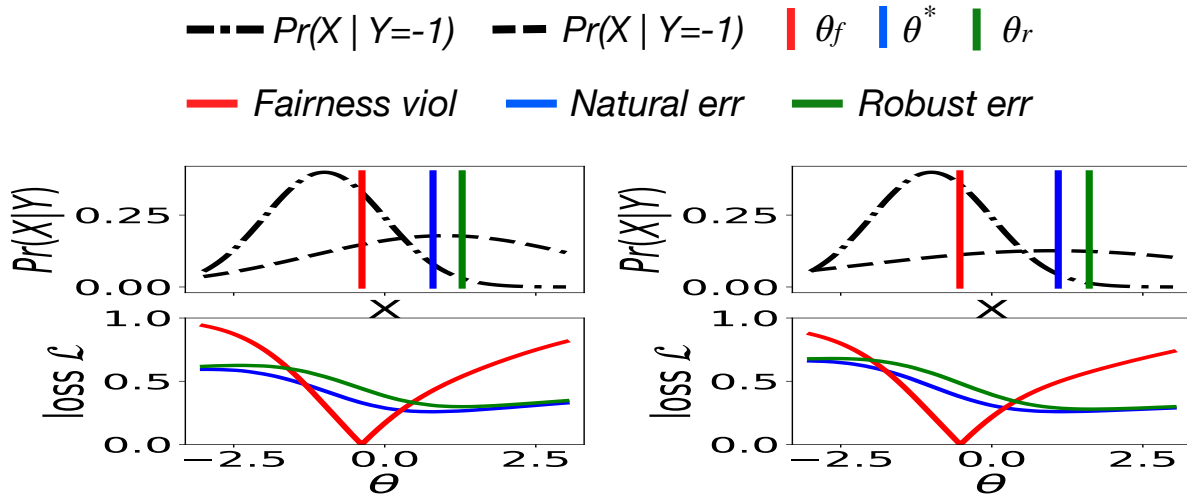 Pr(X | Y=-1) Pr(X | Y=-1) θf θ* θr
Fairness viol Natural err Robust err
Pr(X|Y)
0.25
0.00
X
Pr(X|Y)
0.25
0.00
X
loss ℒ
1.0
0.5
0.0
−2.5 0.0 2.5
θ
loss ℒ
1.0
0.5
0.0
−2.5 0.0 2.5
θ